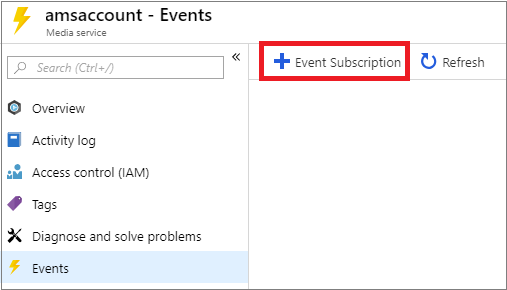 amsaccount - Events
Media service
Search (Ctrl+/)
«
Event Subscription
Refresh
Overview
Activity log
Access control (IAM)
Tags
Diagnose and solve problems
Events